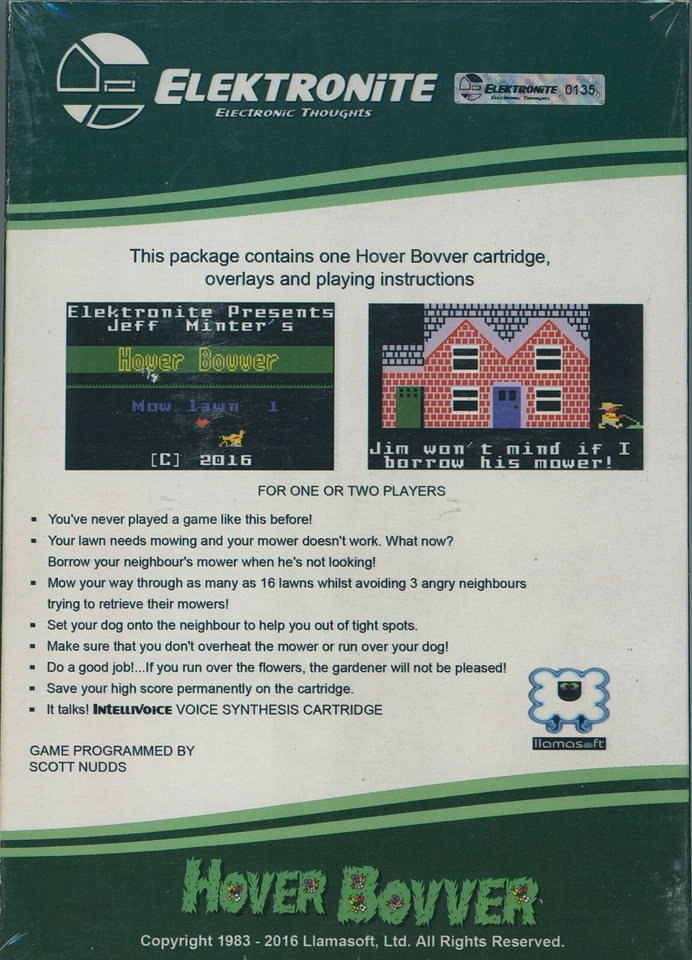 ELEKTRONITE
ELECTRONIC THOUGHTS
ELEKTRONITE 0135
ELECTRONIC THOUGHTS
This package contains one Hover Bovver cartridge,
overlays and playing instructions
Elektronite Presents
Jeff Minter's
Hover Bovver
Mow lawn 1
[C] 2016
Jim won't mind if I
borrow his mower!
FOR ONE OR TWO PLAYERS
▪ You've never played a game like this before!
▪ Your lawn needs mowing and your mower doesn't work. What now?
Borrow your neighbour's mower when he's not looking!
▪ Mow your way through as many as 16 lawns whilst avoiding 3 angry neighbours
trying to retrieve their mowers!
▪ Set your dog onto the neighbour to help you out of tight spots.
▪ Make sure that you don't overheat the mower or run over your dog!
▪ Do a good job!...If you run over the flowers, the gardener will not be pleased!
▪ Save your high score permanently on the cartridge.
▪ It talks! INTELLIVOICE VOICE SYNTHESIS CARTRIDGE
llamasoft
GAME PROGRAMMED BY
SCOTT NUDDS
HOVER BOVVER
Copyright 1983 - 2016 Llamasoft, Ltd. All Rights Reserved.